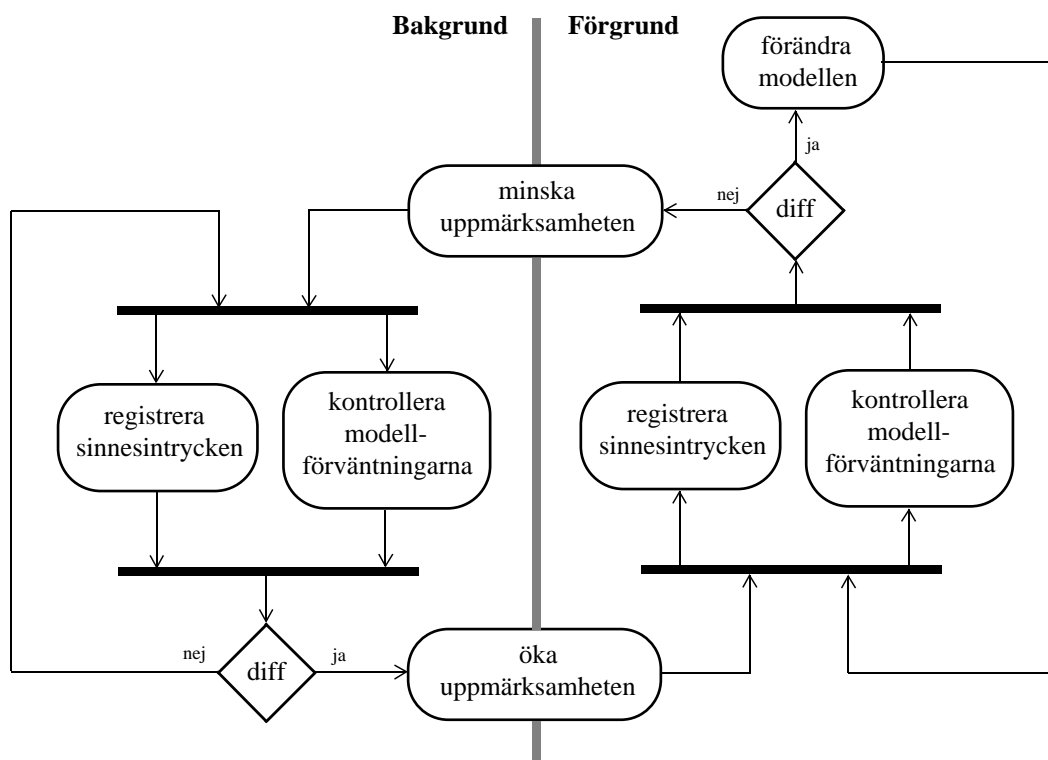 Bakgrund
Förgrund
förändra
modellen
ja
minska
uppmärksamheten
nej
diff
registrera
sinnesintrycken
kontrollera
modell-
förväntningarna
registrera
sinnesintrycken
kontrollera
modell-
förväntningarna
nej
diff
ja
öka
uppmärksamheten